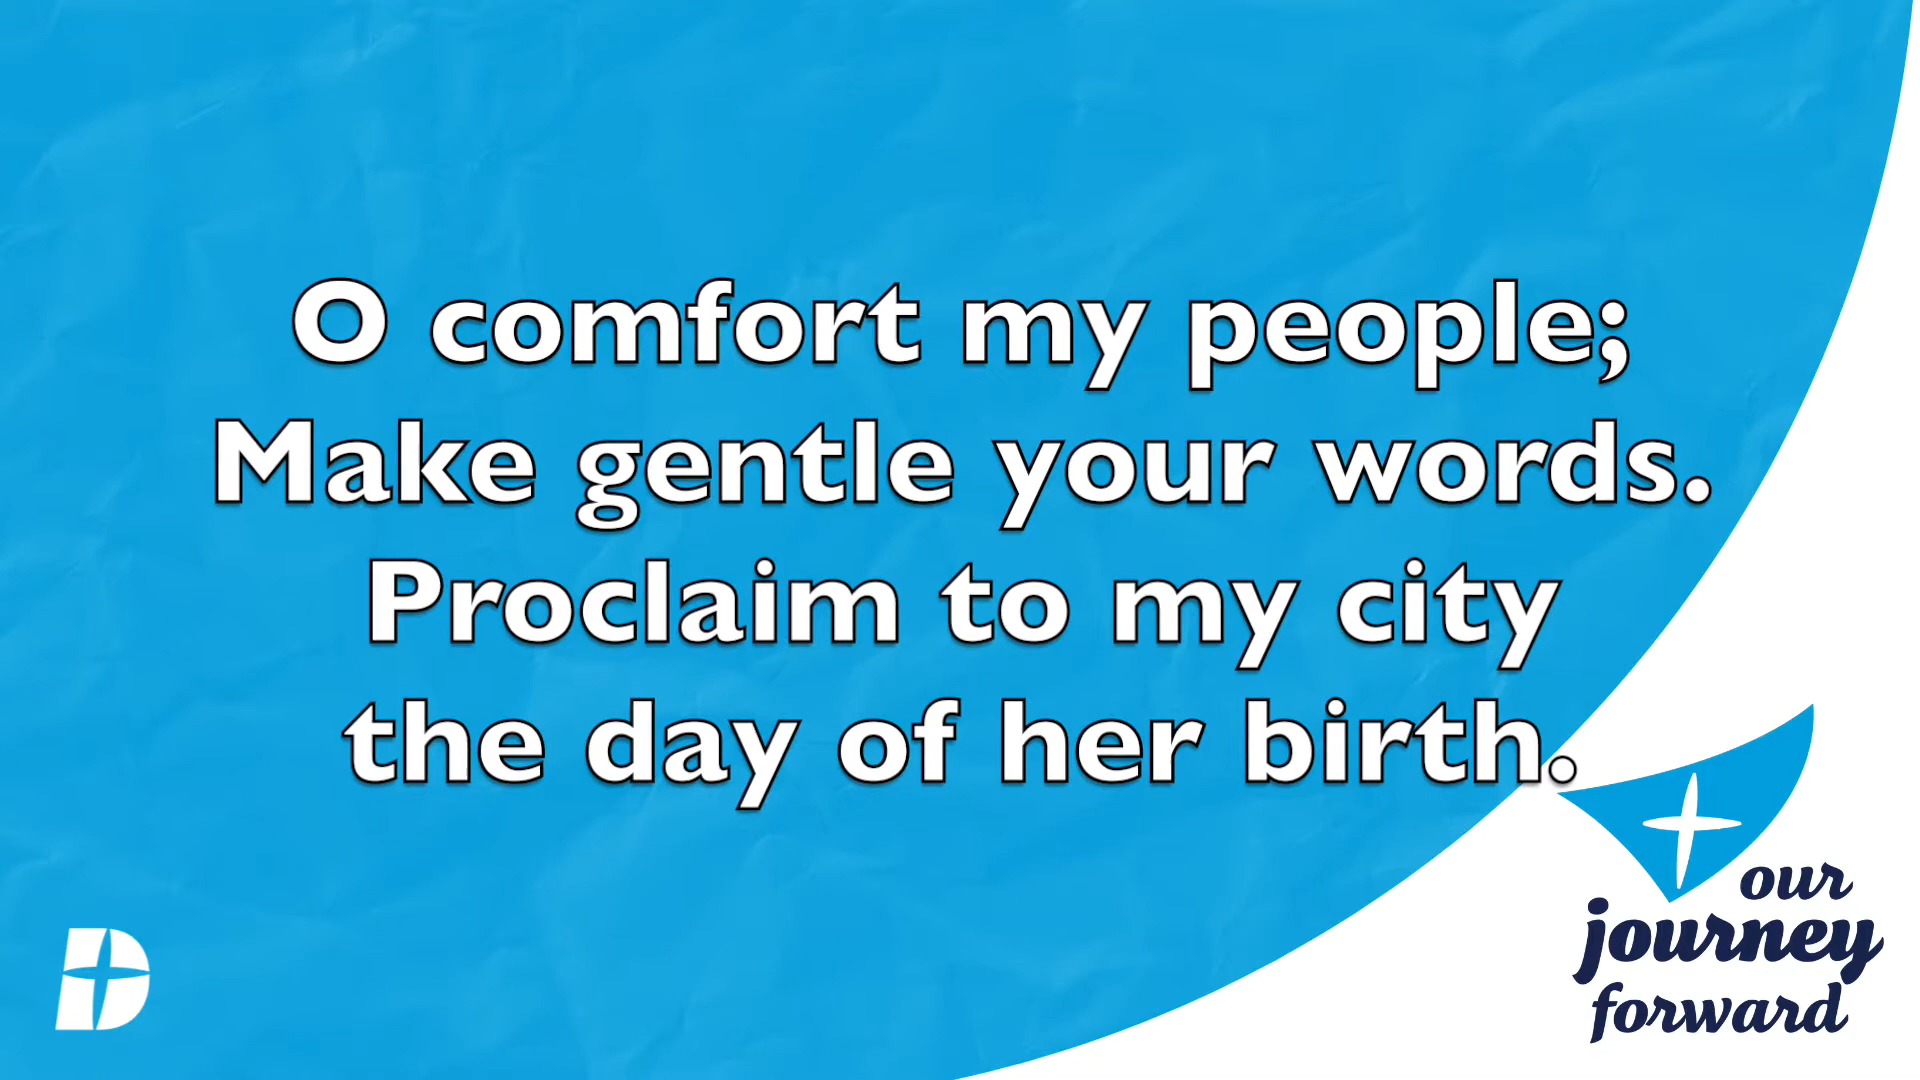 O comfort my people;
Make gentle your words.
Proclaim to my city
the day of her birth.
our
journey
forward
D